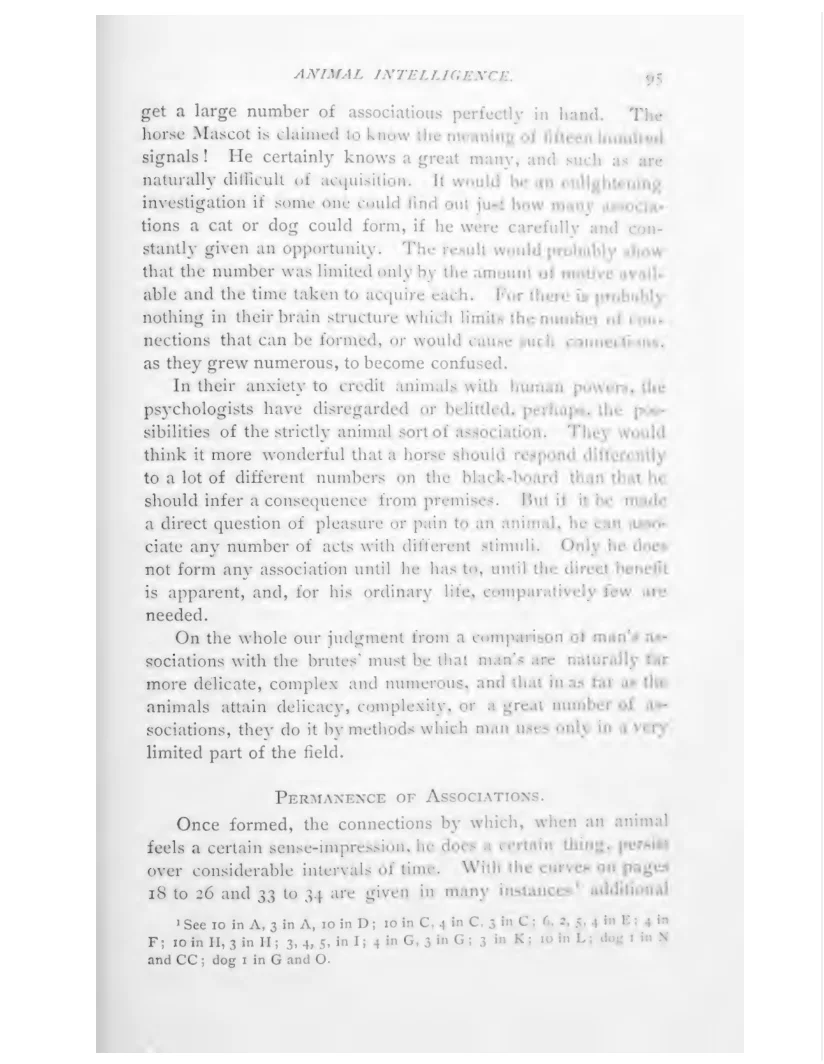 ANIMAL INTELLIGENCE. 95
get a large number of associations perfectly in hand. The
horse Mascot is claimed to know the meaning of fifteen hundred
signals! He certainly knows a great many, and such as are
naturally difficult of acquisition. It would be an enlightening
investigation if some one could find out just how many associa-
tions a cat or dog could form, if he were carefully and con-
stantly given an opportunity. The result would probably show
that the number was limited only by the amount of motive avail-
able and the time taken to acquire each. For there is probably
nothing in their brain structure which limits the number of con-
nections that can be formed, or would cause such connections,
as they grew numerous, to become confused.
In their anxiety to credit animals with human powers, the
psychologists have disregarded or belittled, perhaps, the pos-
sibilities of the strictly animal sort of association. They would
think it more wonderful that a horse should respond differently
to a lot of different numbers on the black-board than that he
should infer a consequence from premises. But if it be made
a direct question of pleasure or pain to an animal, he can asso-
ciate any number of acts with different stimuli. Only he does
not form any association until he has to, until the direct benefit
is apparent, and, for his ordinary life, comparatively few are
needed.
On the whole our judgment from a comparison of man's as-
sociations with the brutes' must be that man's are naturally far
more delicate, complex and numerous, and that in as far as the
animals attain delicacy, complexity, or a great number of as-
sociations, they do it by methods which man uses only in a very
limited part of the field.
PERMANENCE OF ASSOCIATIONS.
Once formed, the connections by which, when an animal
feels a certain sense-impression, he does a certain thing, persist
over considerable intervals of time. With the curves on pages
18 to 26 and 33 to 34 are given in many instances¹ additional
¹ See 10 in A, 3 in A, 10 in D; 10 in C, 4 in C, 3 in C; 6, 2, 5, 4 in E; 4 in
F; 10 in H, 3 in H; 3, 4, 5, in I; 4 in G, 3 in G; 3 in K; 10 in L; dog 1 in N
and CC; dog 1 in G and O.